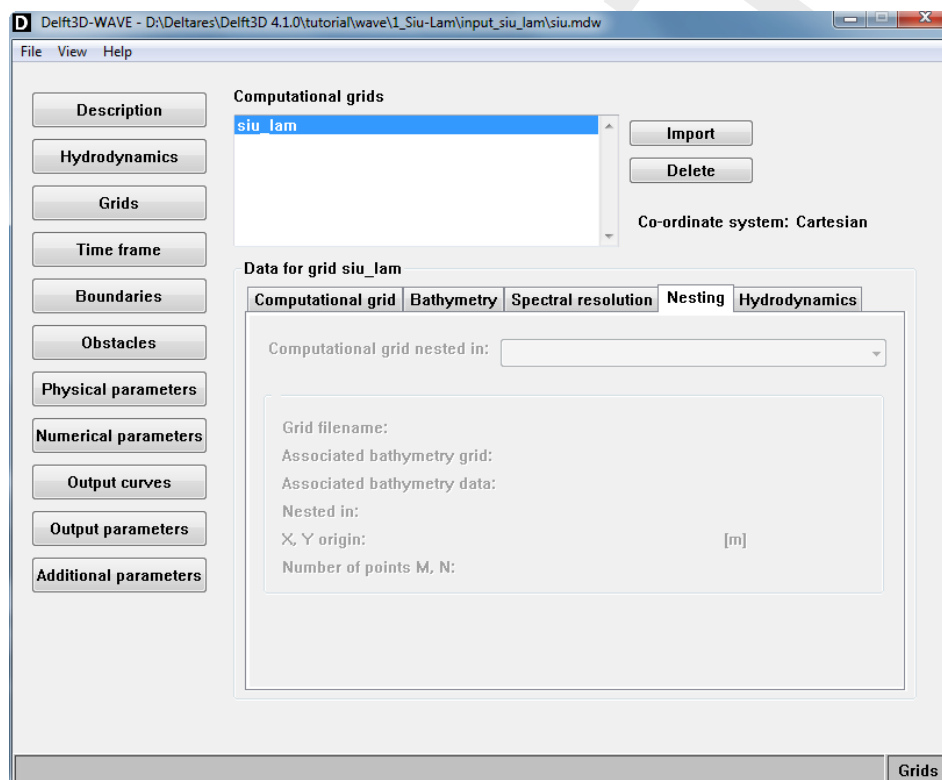 D Delft3D-WAVE - D:\Deltares\Delft3D 4.1.0\tutorial\wave\1_Siu-Lam\input_siu_lam\siu.mdw
File View Help
Description
Hydrodynamics
Grids
Time frame
Boundaries
Obstacles
Physical parameters
Numerical parameters
Output curves
Output parameters
Additional parameters
Computational grids
siu_lam
Import
Delete
Co-ordinate system: Cartesian
Data for grid siu_lam
Computational grid Bathymetry Spectral resolution Nesting Hydrodynamics
Computational grid nested in:
Grid filename:
Associated bathymetry grid:
Associated bathymetry data:
Nested in:
X, Y origin: [m]
Number of points M, N:
Grids